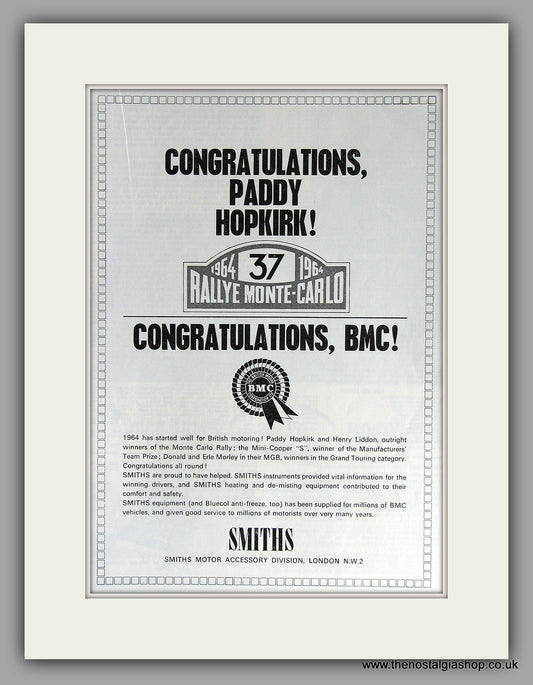 CONGRATULATIONS,
PADDY
HOPKIRK!
1964 37 1964
RALLYE MONTE-CARLO
CONGRATULATIONS, BMC!
BMC
1964 has started well for British motoring! Paddy Hopkirk and Henry Liddon, outright
winners of the Monte Carlo Rally; the Mini-Cooper "S", winner of the Manufacturers'
Team Prize; Donald and Erle Morley in their MGB, winners in the Grand Touring category.
Congratulations all round!
SMITHS are proud to have helped. SMITHS instruments provided vital information for the
winning drivers, and SMITHS heating and de-misting equipment contributed to their
comfort and safety.
SMITHS equipment (and Bluecol anti-freeze, too) has been supplied for millions of BMC
vehicles, and given good service to millions of motorists over very many years.
SMITHS
SMITHS MOTOR ACCESSORY DIVISION, LONDON N.W.2
www.thenostalgiashop.co.uk